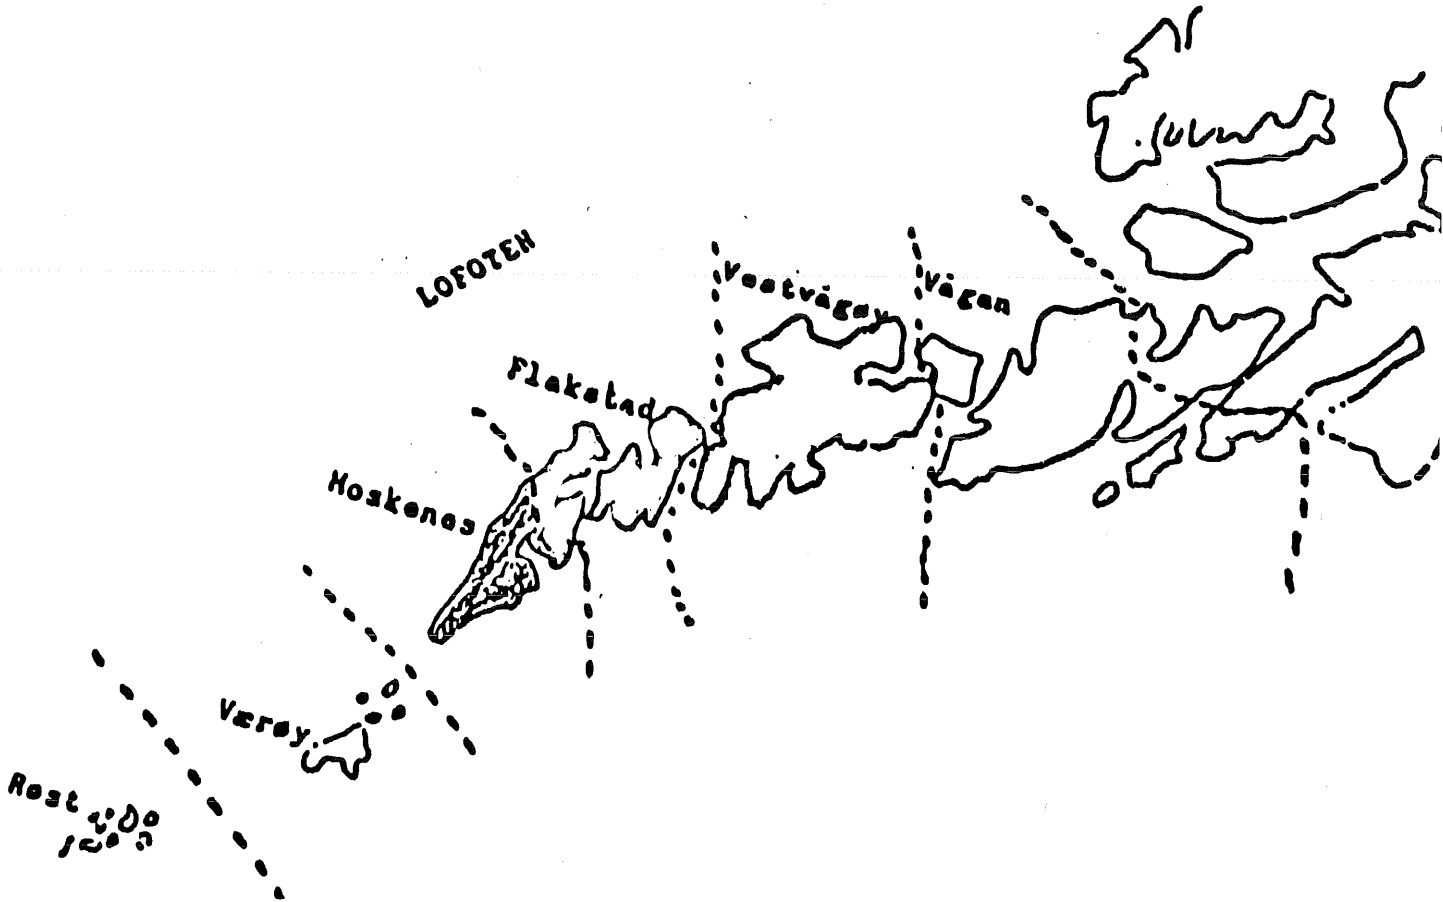 LOFOTEN
Vestvågøy
Vågan
Flakstad
Moskenes
Værøy
Røst